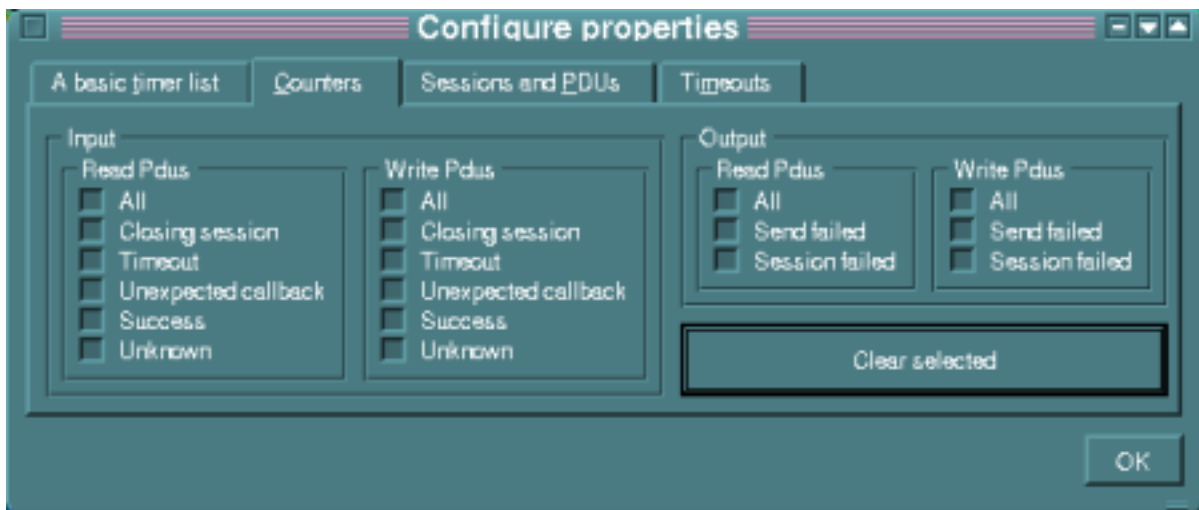 Configure properties
A basic timer list
Counters
Sessions and PDUs
Timeouts
Input
Read Pdus
All
Closing session
Timeout
Unexpected callback
Success
Unknown
Write Pdus
All
Closing session
Timeout
Unexpected callback
Success
Unknown
Output
Read Pdus
All
Send failed
Session failed
Write Pdus
All
Send failed
Session failed
Clear selected
OK